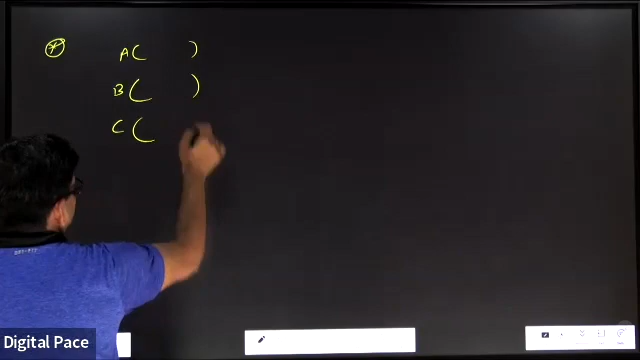 * A( )
B( )
C(
Digital Pace